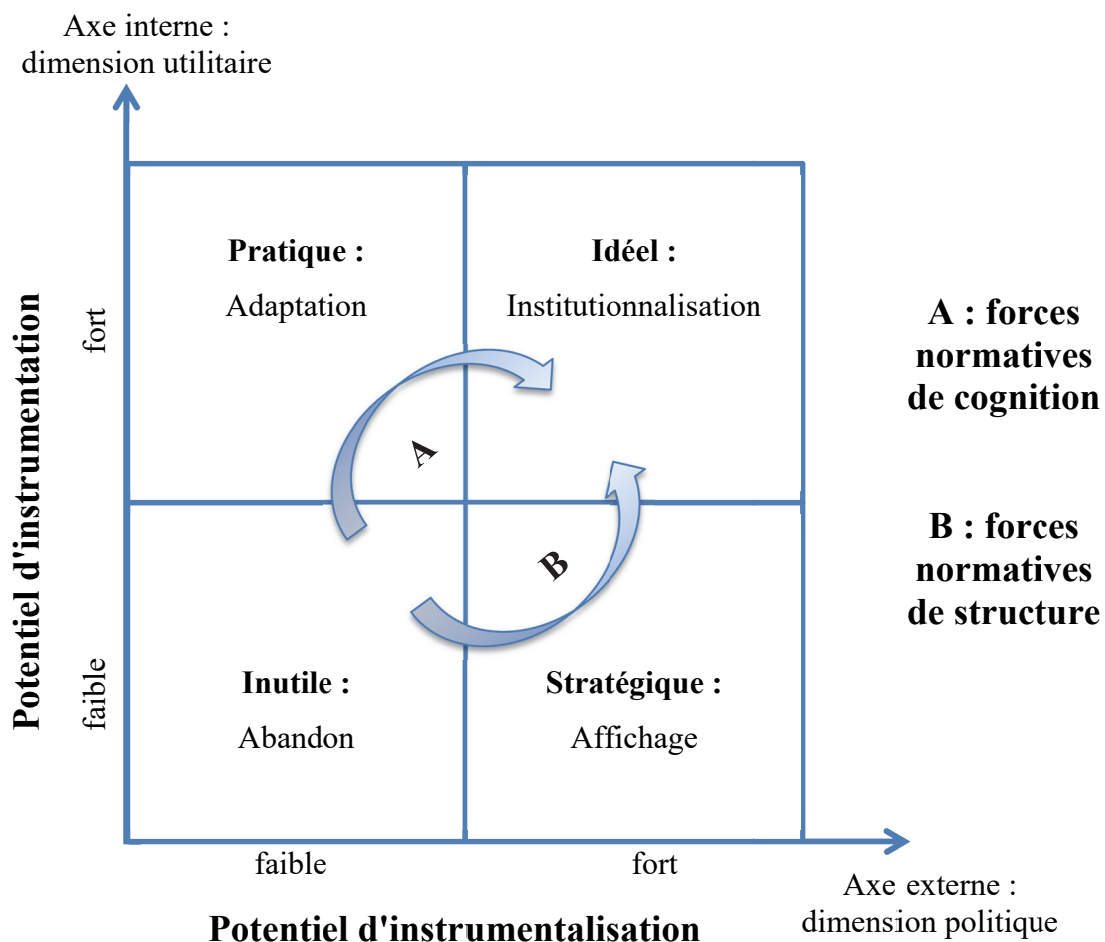 Axe interne :
dimension utilitaire
Potentiel d'instrumentation
fort
faible
Pratique :
Adaptation
Idéel :
Institutionnalisation
A
B
Inutile :
Abandon
Stratégique :
Affichage
A : forces
normatives
de cognition
B : forces
normatives
de structure
faible
fort
Potentiel d'instrumentalisation
Axe externe :
dimension politique